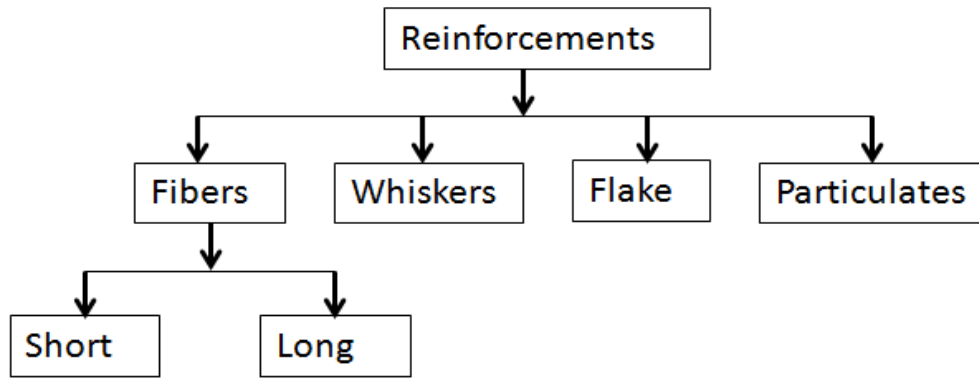 Reinforcements
Fibers
Whiskers
Flake
Particulates
Short
Long